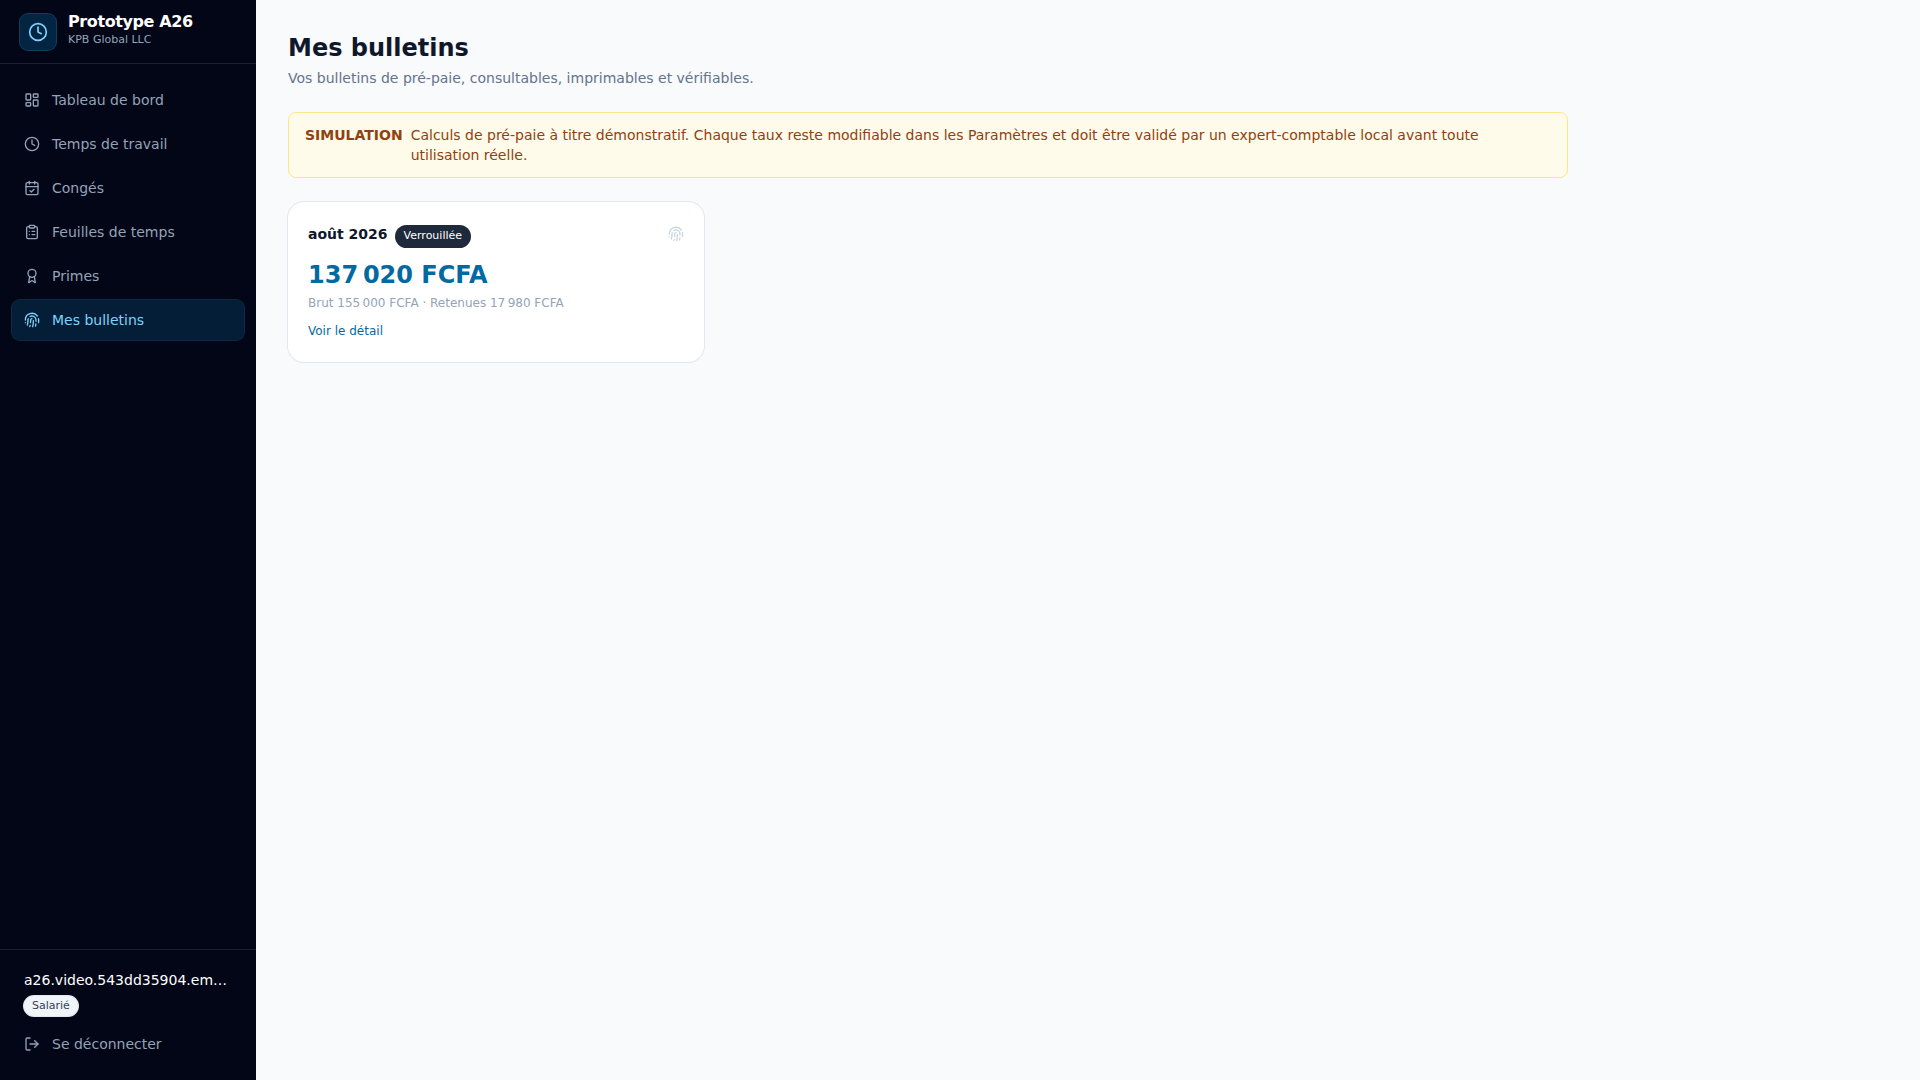 Prototype A26
KPB Global LLC
Tableau de bord
Temps de travail
Congés
Feuilles de temps
Primes
Mes bulletins
a26.video.543dd35904.em...
Salarié
Se déconnecter
Mes bulletins
Vos bulletins de pré-paie, consultables, imprimables et vérifiables.
SIMULATION Calculs de pré-paie à titre démonstratif. Chaque taux reste modifiable dans les Paramètres et doit être validé par un expert-comptable local avant toute
utilisation réelle.
août 2026 Verrouillée
137 020 FCFA
Brut 155 000 FCFA · Retenues 17 980 FCFA
Voir le détail